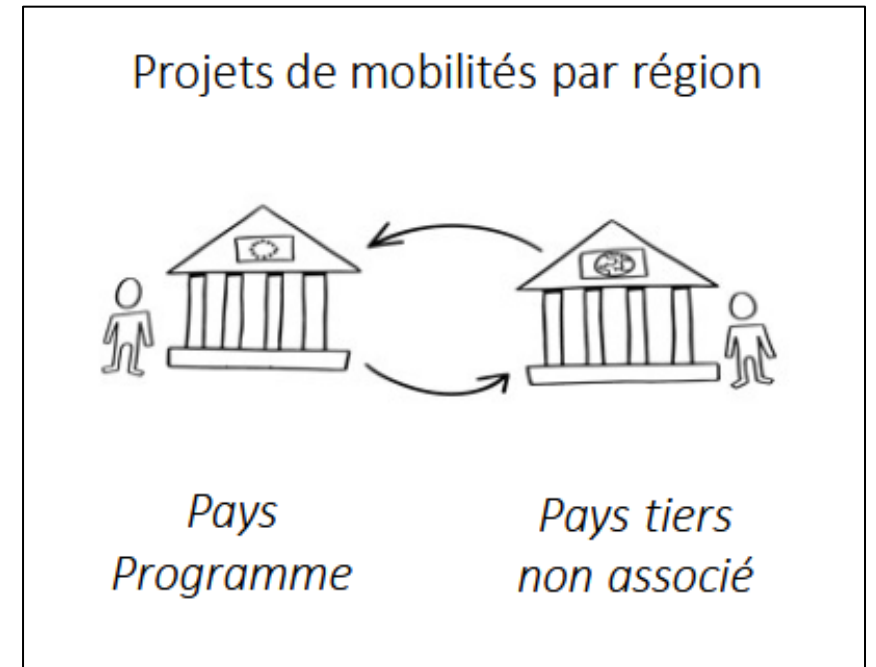 Projets de mobilités par région
Pays
Programme
Pays tiers
non associé